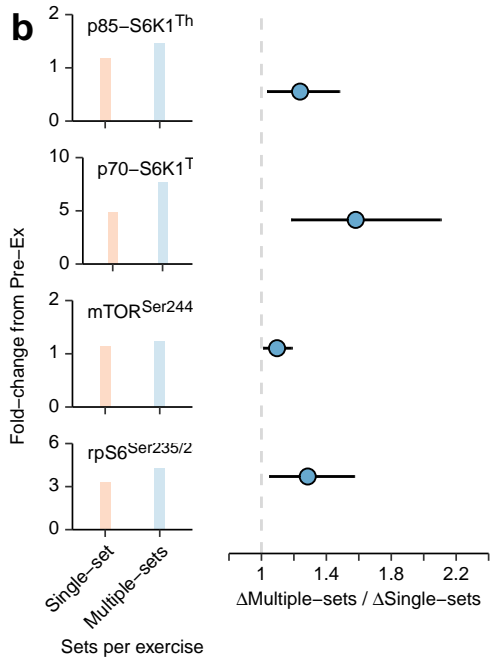 b
Fold−change from Pre−Ex
p85−S6K1Th
2
1
0
p70−S6K1T
10
5
0
mTORSer244
2
1
0
rpS6Ser235/2
6
3
0
Single−set
Multiple−sets
Sets per exercise
1 1.4 1.8 2.2
ΔMultiple−sets / ΔSingle−sets